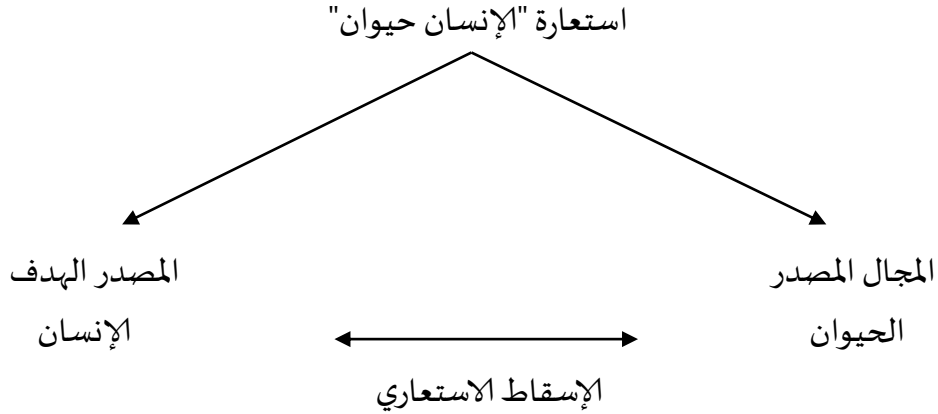 استعارة "الإنسان حيوان"
المجال المصدر
المصدر الهدف
الحيوان
الإنسان
الإسقاط الاستعاري